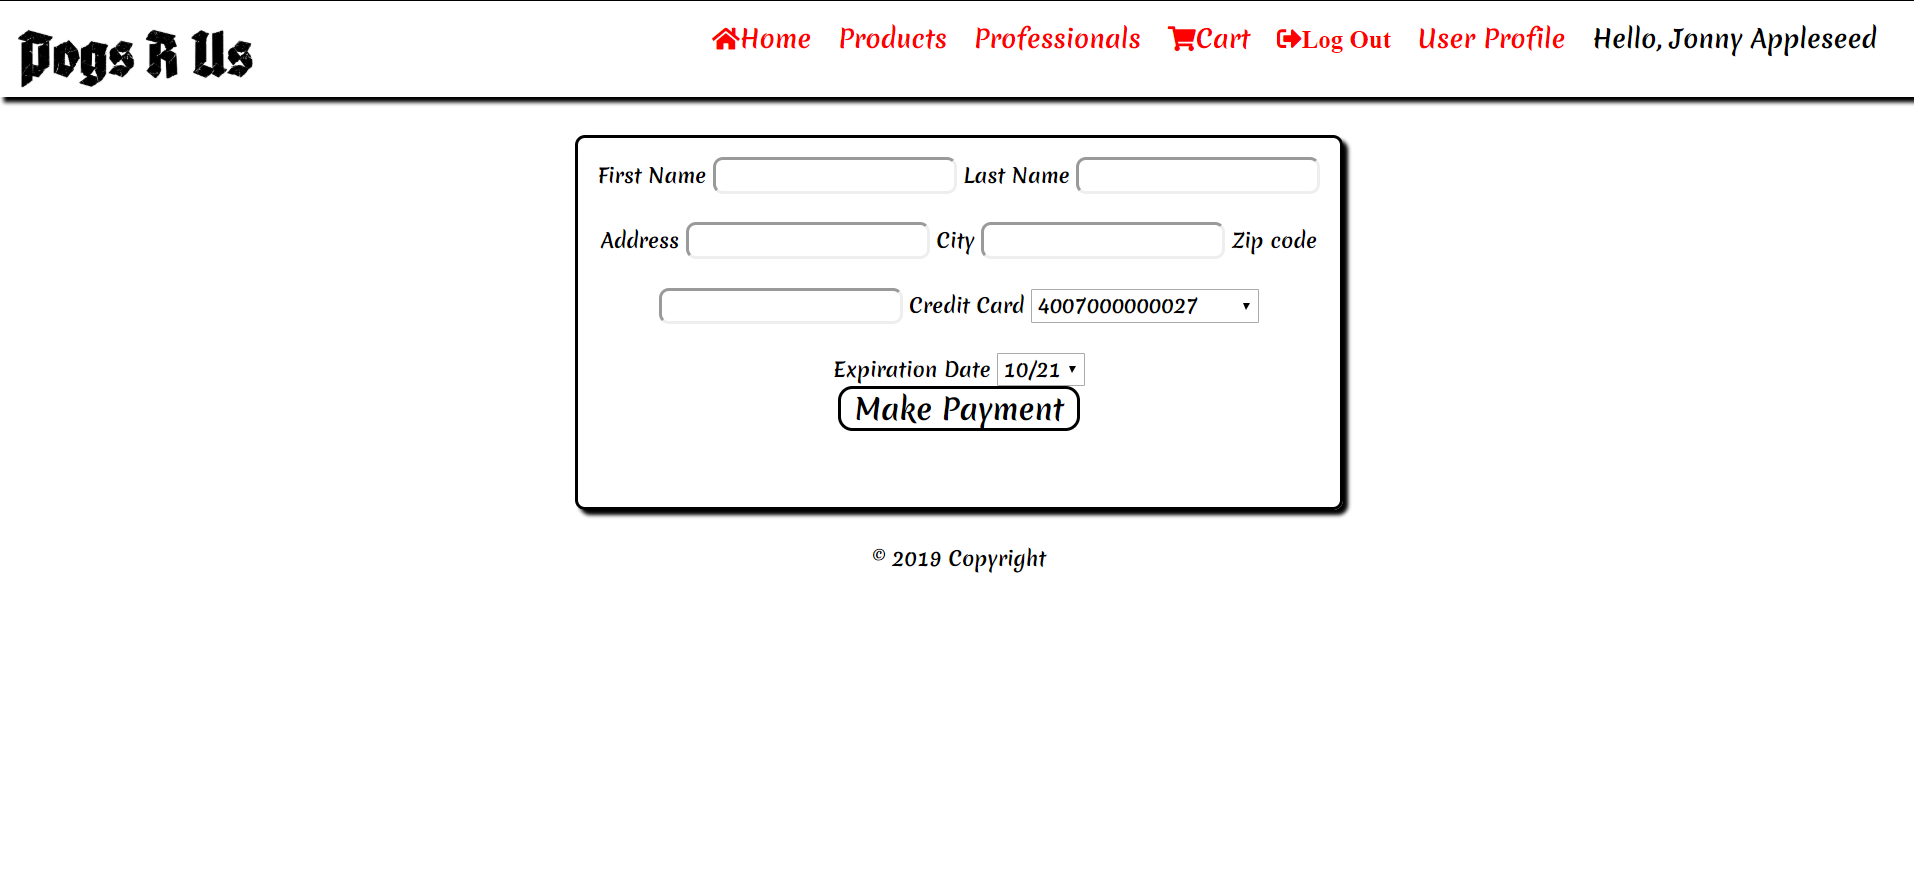 Dogs R Us
Home Products Professionals Cart Log Out User Profile Hello, Jonny Appleseed
First Name Last Name
Address City Zip code
Credit Card 4007000000027
Expiration Date 10/21
Make Payment
© 2019 Copyright